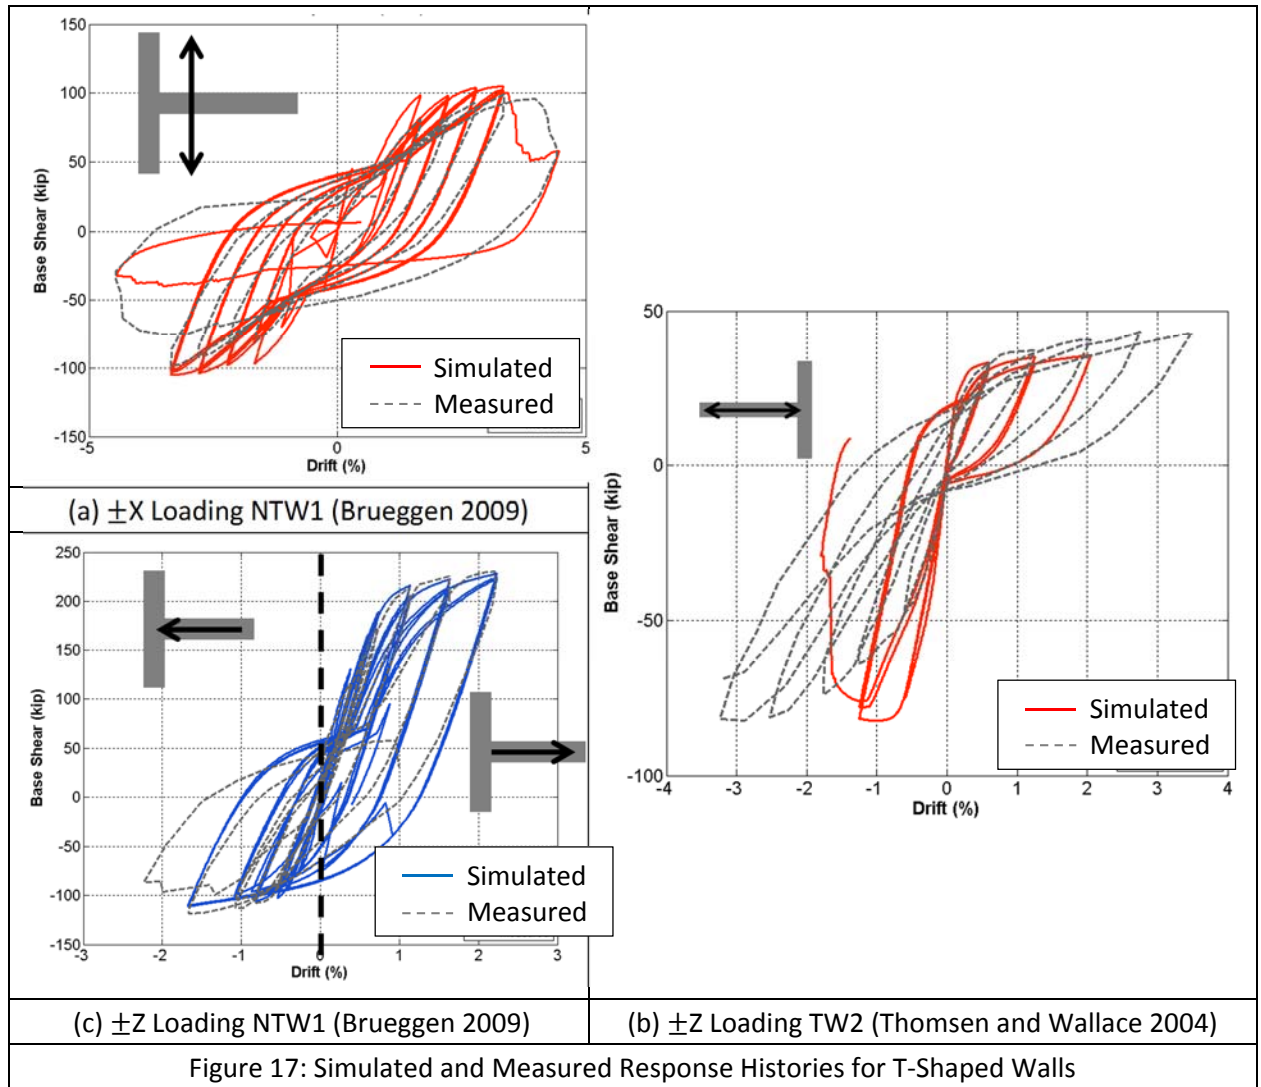 150
100
50
0
-50
-100
-150
Base Shear (kip)
-5
0
5
Drift (%)
Simulated
Measured
(a) ±X Loading NTW1 (Brueggen 2009)
250
200
150
100
50
0
-50
-100
-150
Base Shear (kip)
-3
-2
-1
0
1
2
3
Drift (%)
Simulated
Measured
50
0
-50
-100
Base Shear (kip)
-4
-3
-2
-1
0
1
2
3
4
Drift (%)
Simulated
Measured
(c) ±Z Loading NTW1 (Brueggen 2009)
(b) ±Z Loading TW2 (Thomsen and Wallace 2004)
Figure 17: Simulated and Measured Response Histories for T-Shaped Walls